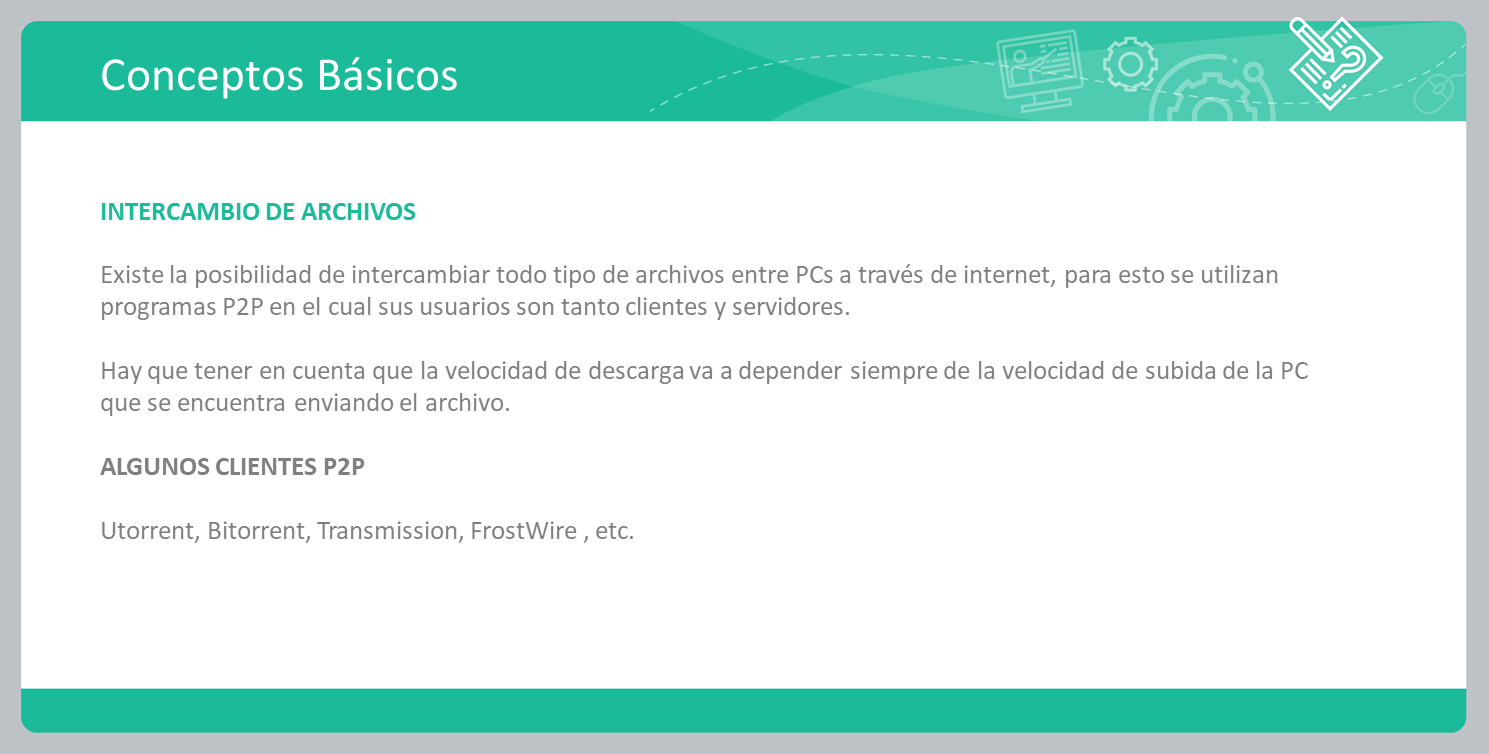 Conceptos Básicos
INTERCAMBIO DE ARCHIVOS
Existe la posibilidad de intercambiar todo tipo de archivos entre PCs a través de internet, para esto se utilizan
programas P2P en el cual sus usuarios son tanto clientes y servidores.
Hay que tener en cuenta que la velocidad de descarga va a depender siempre de la velocidad de subida de la PC
que se encuentra enviando el archivo.
ALGUNOS CLIENTES P2P
Utorrent, Bitorrent, Transmission, FrostWire , etc.